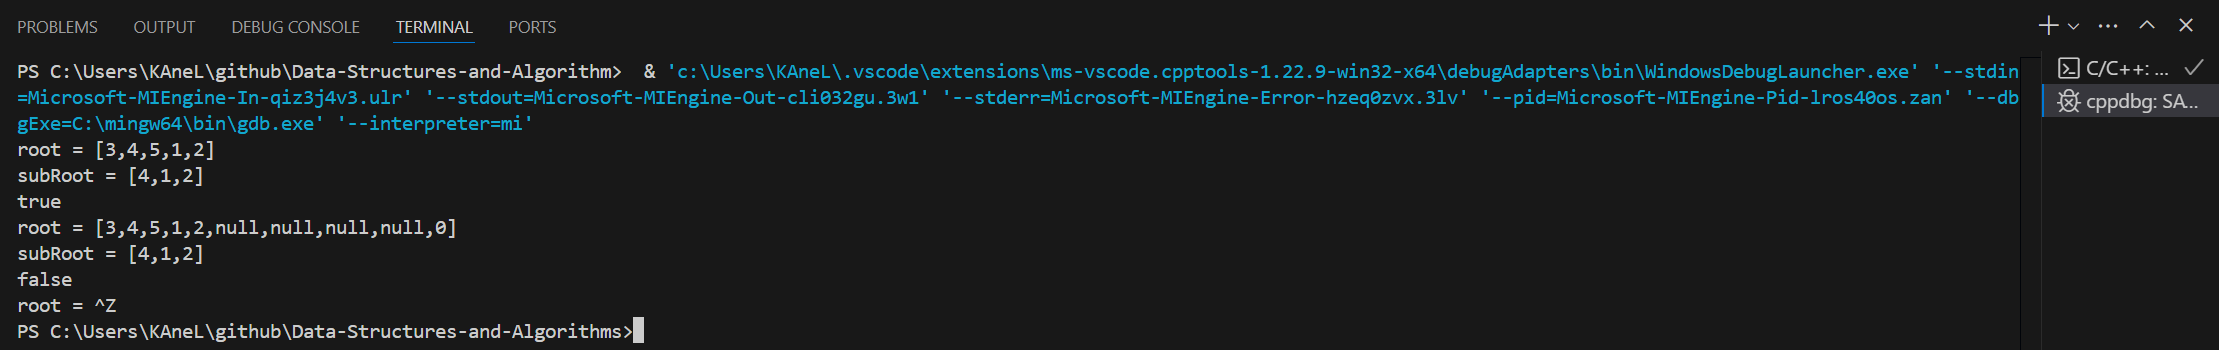 PROBLEMS OUTPUT DEBUG CONSOLE TERMINAL PORTS
PS C:\Users\KAneL\github\Data-Structures-and-Algorithm>  & 'c:\Users\KAneL\.vscode\extensions\ms-vscode.cpptools-1.22.9-win32-x64\debugAdapters\bin\WindowsDebugLauncher.exe' '--stdin
=Microsoft-MIEngine-In-qiz3j4v3.ulr' '--stdout=Microsoft-MIEngine-Out-cli032gu.3w1' '--stderr=Microsoft-MIEngine-Error-hzeq0zvx.3lv' '--pid=Microsoft-MIEngine-Pid-lros40os.zan' '--db
gExe=C:\mingw64\bin\gdb.exe' '--interpreter=mi'
root = [3,4,5,1,2]
subRoot = [4,1,2]
true
root = [3,4,5,1,2,null,null,null,null,0]
subRoot = [4,1,2]
false
root = ^Z
PS C:\Users\KAneL\github\Data-Structures-and-Algorithms>
C/C++: ...
cppdbg: SA...